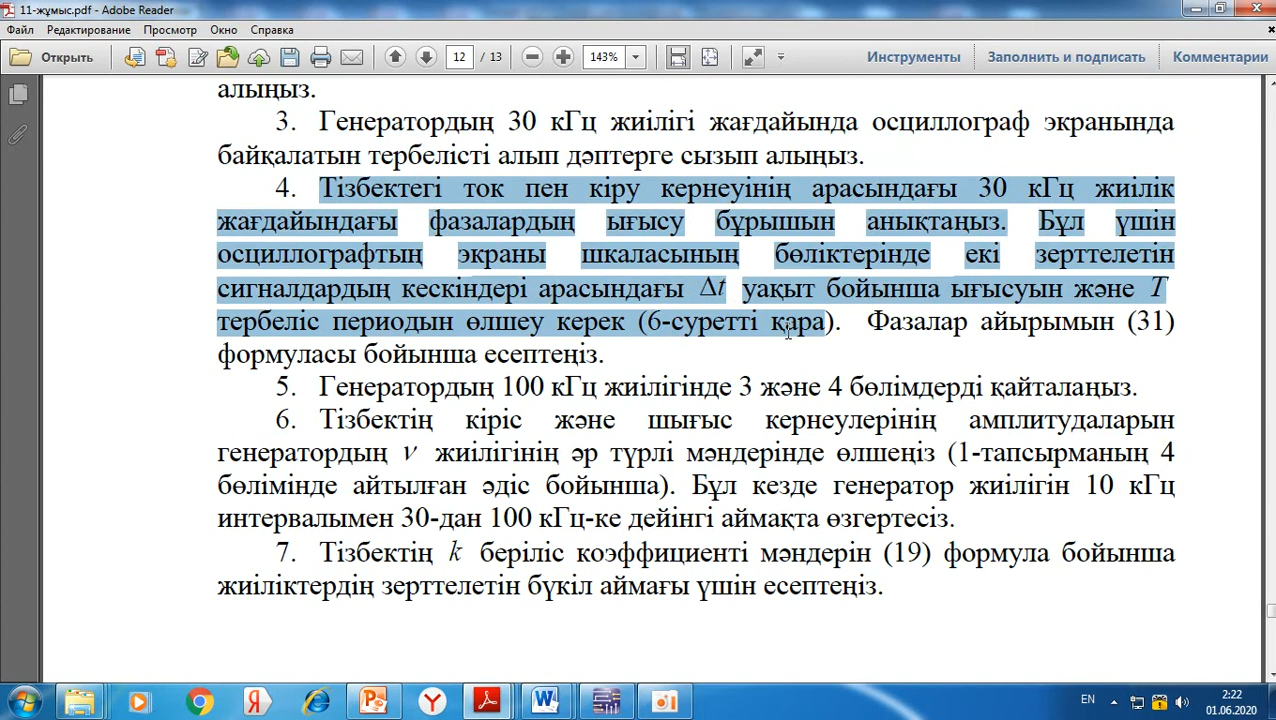 11-жұмыс.pdf - Adobe Reader
Файл Редактирование Просмотр Окно Справка
Открыть 12 / 13 143% Инструменты Заполнить и подписать Комментарии
алыңыз.
3. Генератордың 30 кГц жиілігі жағдайында осциллограф экранында
байқалатын тербелісті алып дәптерге сызып алыңыз.
4. Тізбектегі ток пен кіру кернеуінің арасындағы 30 кГц жиілік
жағдайындағы фазалардың ығысу бұрышын анықтаңыз. Бұл үшін
осциллографтың экраны шкаласының бөліктерінде екі зерттелетін
сигналдардың кескіндері арасындағы Δt уақыт бойынша ығысуын және T
тербеліс периодын өлшеу керек (6-суретті қара). Фазалар айырымын (31)
формуласы бойынша есептеңіз.
5. Генератордың 100 кГц жиілігінде 3 және 4 бөлімдерді қайталаңыз.
6. Тізбектің кіріс және шығыс кернеулерінің амплитудаларын
генератордың ν жиілігінің әр түрлі мәндерінде өлшеңіз (1-тапсырманың 4
бөлімінде айтылған әдіс бойынша). Бұл кезде генератор жиілігін 10 кГц
интервалымен 30-дан 100 кГц-ке дейінгі аймақта өзгертесіз.
7. Тізбектің k беріліс коэффициенті мәндерін (19) формула бойынша
жиіліктердің зерттелетін бүкіл аймағы үшін есептеңіз.
EN 2:22
01.06.2020